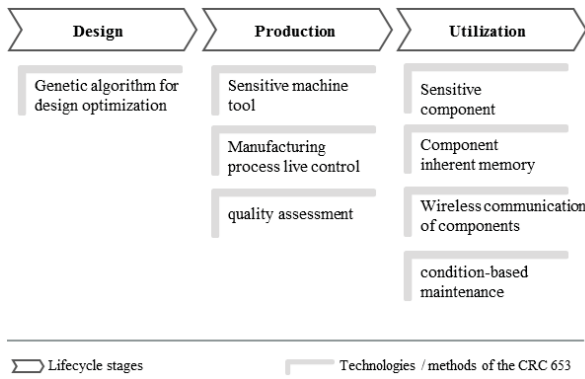 Design
Production
Utilization
Genetic algorithm for
design optimization
Sensitive machine
tool
Manufacturing
process live control
quality assessment
Sensitive
component
Component
inherent memory
Wireless communication
of components
condition-based
maintenance
Lifecycle stages
Technologies / methods of the CRC 653